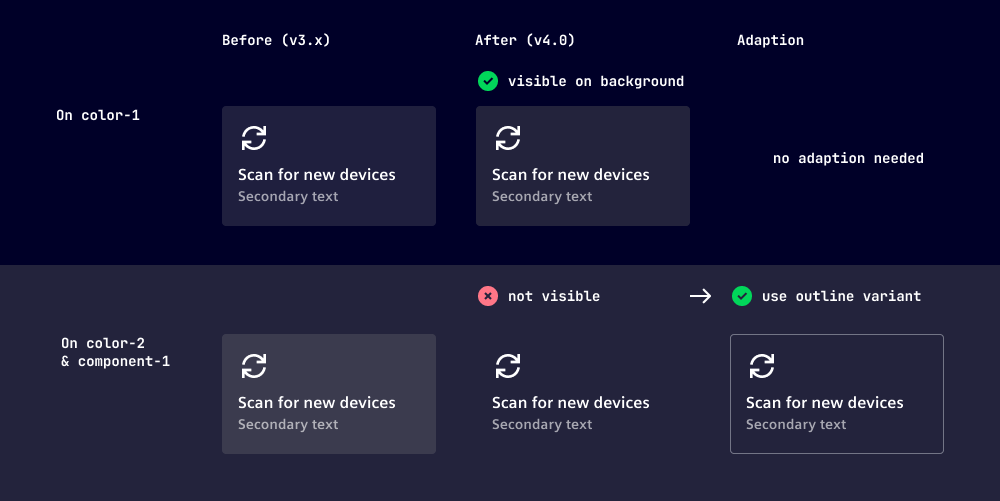 Before (v3.x)
After (v4.0)
Adaption
visible on background
On color-1
Scan for new devices
Secondary text
Scan for new devices
Secondary text
no adaption needed
not visible
use outline variant
On color-2
& component-1
Scan for new devices
Secondary text
Scan for new devices
Secondary text
Scan for new devices
Secondary text